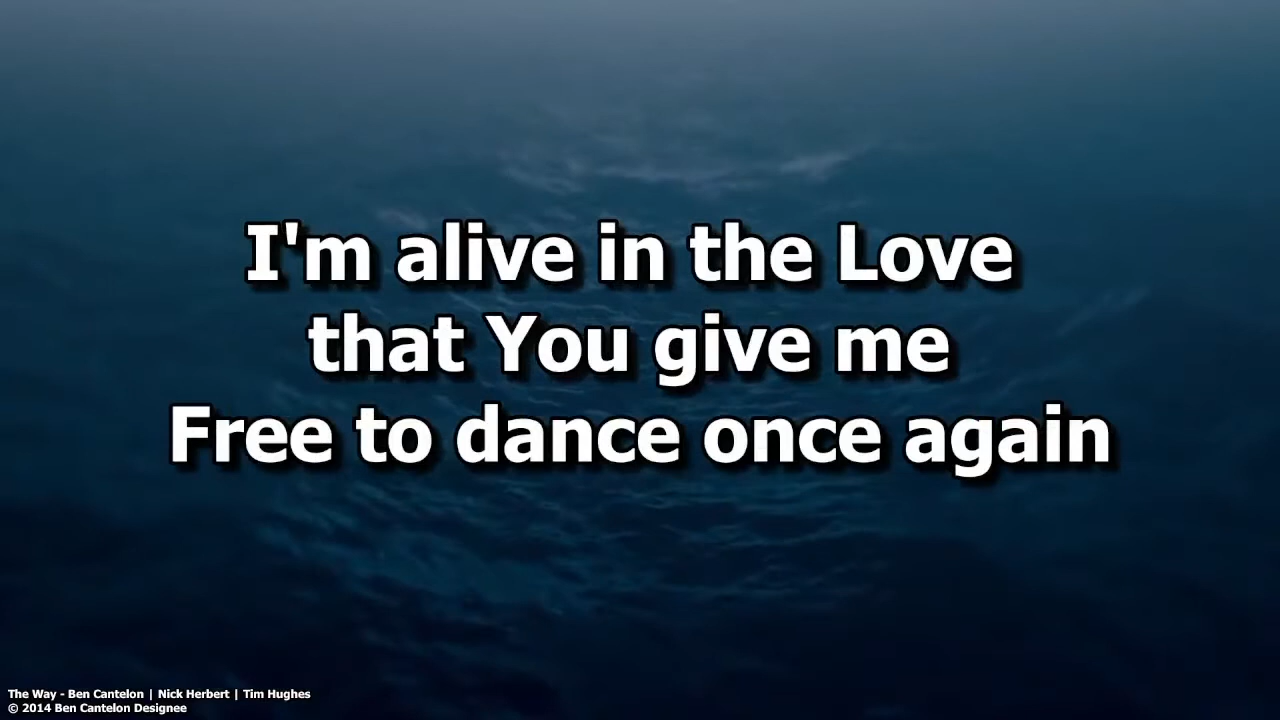 I'm alive in the Love
that You give me
Free to dance once again
The Way - Ben Cantelon | Nick Herbert | Tim Hughes
© 2014 Ben Cantelon Designee